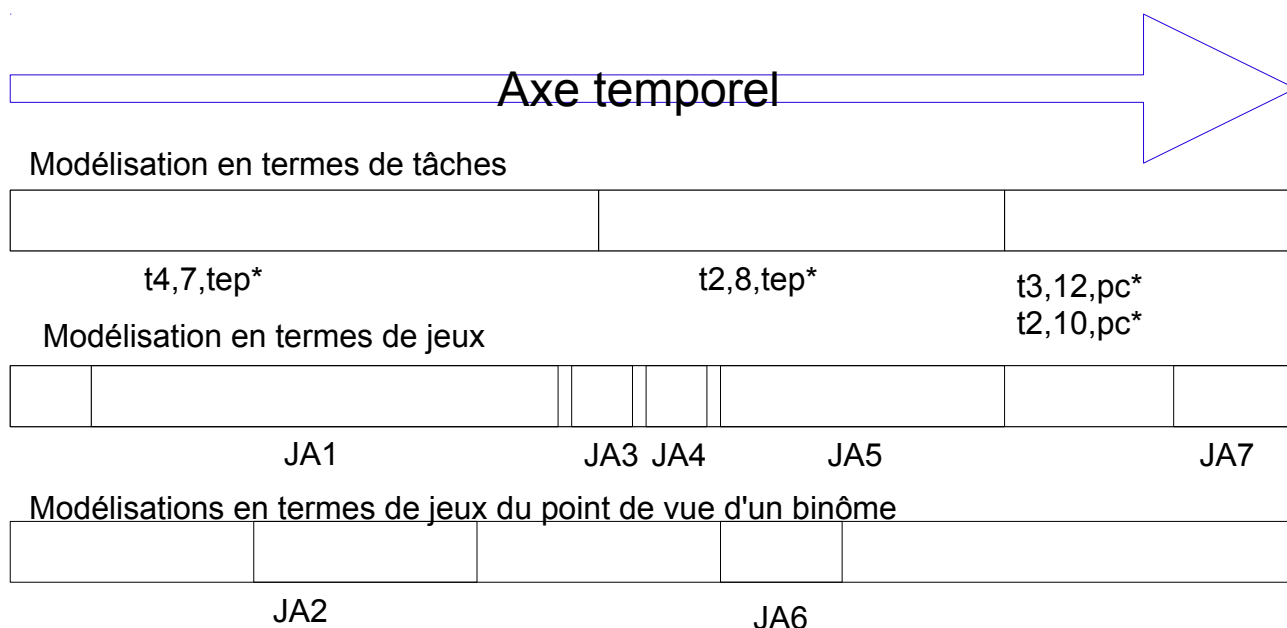 Axe temporel
Modélisation en termes de tâches
t4,7,tep* t2,8,tep* t3,12,pc*
t2,10,pc*
Modélisation en termes de jeux
JA1 JA3 JA4 JA5 JA7
Modélisations en termes de jeux du point de vue d'un binôme
JA2 JA6